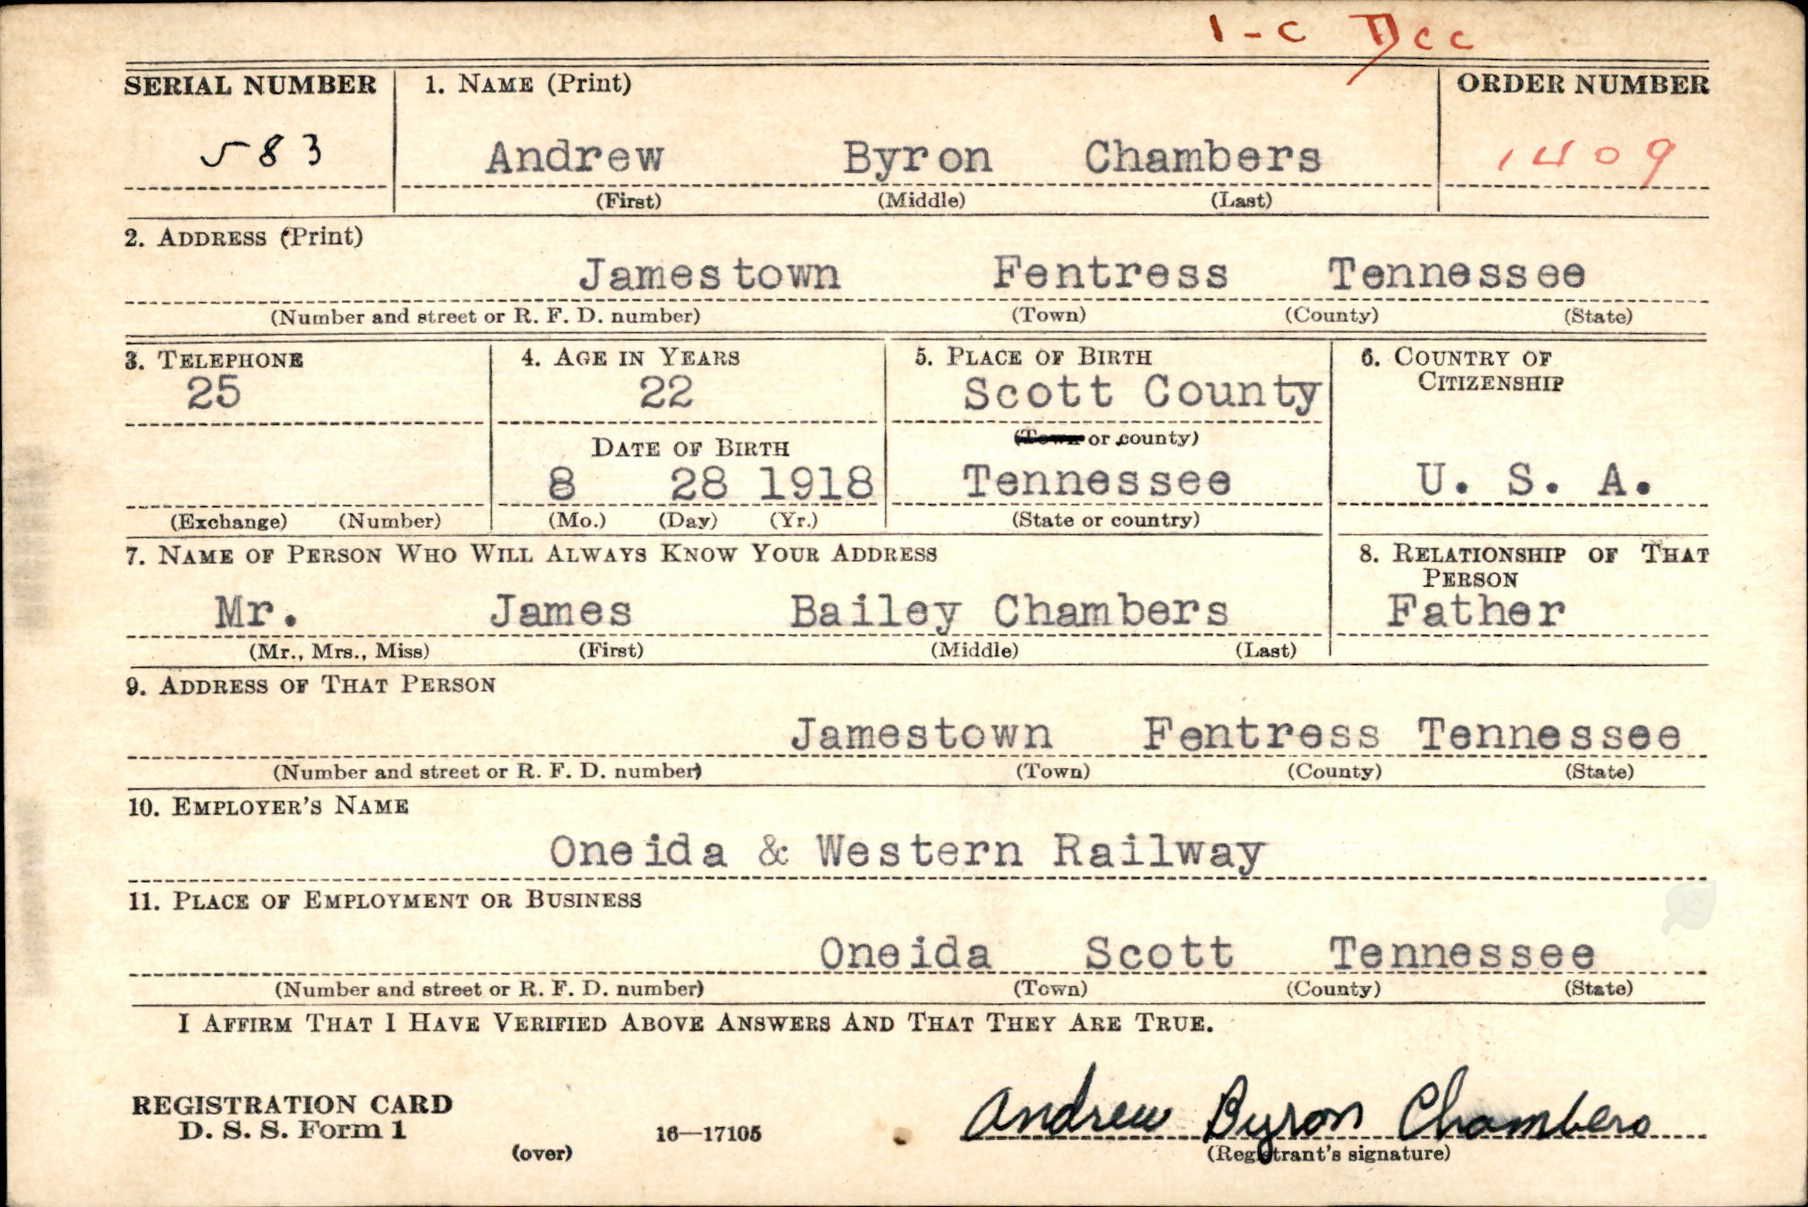 1-C Dec
SERIAL NUMBER 1. NAME (Print) ORDER NUMBER
583 Andrew Byron Chambers 1409
(First) (Middle) (Last)
2. ADDRESS (Print)
Jamestown Fentress Tennessee
(Number and street or R. F. D. number) (Town) (County) (State)
3. TELEPHONE 4. AGE IN YEARS 5. PLACE OF BIRTH 6. COUNTRY OF
CITIZENSHIP
25 22 Scott County
(Town or county)
DATE OF BIRTH
8 28 1918 Tennessee U. S. A.
(Exchange) (Number) (Mo.) (Day) (Yr.) (State or country)
7. NAME OF PERSON WHO WILL ALWAYS KNOW YOUR ADDRESS 8. RELATIONSHIP OF THAT
PERSON
Mr. James Bailey Chambers Father
(Mr., Mrs., Miss) (First) (Middle) (Last)
9. ADDRESS OF THAT PERSON
Jamestown Fentress Tennessee
(Number and street or R. F. D. number) (Town) (County) (State)
10. EMPLOYER'S NAME
Oneida & Western Railway
11. PLACE OF EMPLOYMENT OR BUSINESS
Oneida Scott Tennessee
(Number and street or R. F. D. number) (Town) (County) (State)
I AFFIRM THAT I HAVE VERIFIED ABOVE ANSWERS AND THAT THEY ARE TRUE.
REGISTRATION CARD
D. S. S. Form 1
(over) 16—17105
Andrew Byron Chambers
(Registrant's signature)